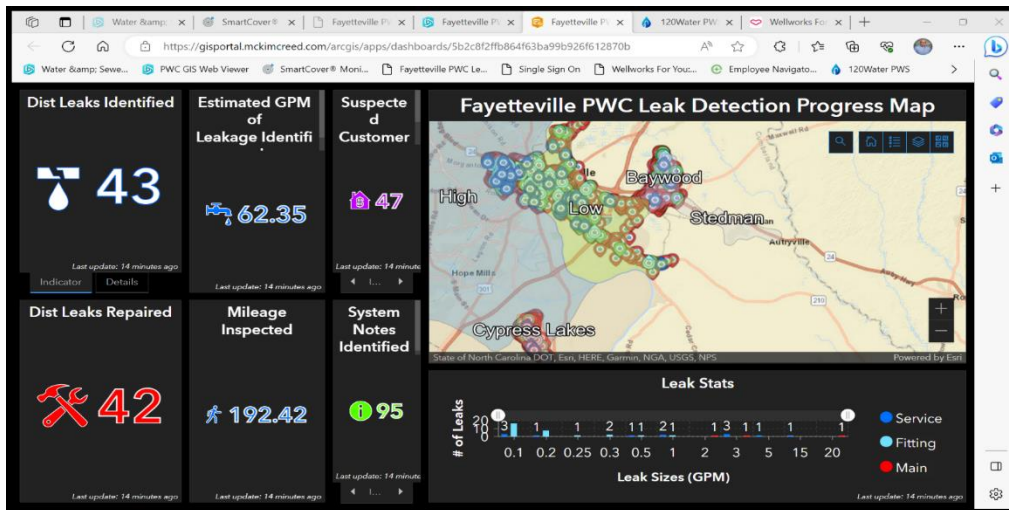 Water &amp;
SmartCover®
Fayetteville P
Fayetteville P
Fayetteville P
120Water PW
Wellworks Fo
https://gisportal.mckimcreed.com/arcgis/apps/dashboards/5b2c8f2ffb864f63ba99b926f612870b
Water &amp; Sewe...
PWC GIS Web Viewer
SmartCover® Moni...
Fayetteville PWC Le...
Single Sign On
Wellworks For You:...
Employee Navigato...
120Water PWS
Dist Leaks Identified
43
Last update: 14 minutes ago
Indicator
Details
Estimated GPM
of
Leakage Identifi
62.35
Last update: 14 minutes ago
Suspecte
d
Customer
47
Last update: 14 minute
I...
Dist Leaks Repaired
42
Last update: 14 minutes ago
Mileage
Inspected
192.42
Last update: 14 minutes ago
System
Notes
Identified
95
Last update: 14 minute
I...
Fayetteville PWC Leak Detection Progress Map
High
Low
Baywood
Stedman
Autryville
24
24
Hope Mills
301
210
Cypress Lakes
Maxwell Rd
State of North Carolina DOT, Esri, HERE, Garmin, NGA, USGS, NPS
Powered by Esri
Leak Stats
# of Leaks
20
10
0
3 1 1 3 1 1 2 1 1 3 1 1 1 1
0.1 0.2 0.25 0.3 0.5 1 2 3 5 15 20
Leak Sizes (GPM)
Service
Fitting
Main
Last update: 14 minutes ago